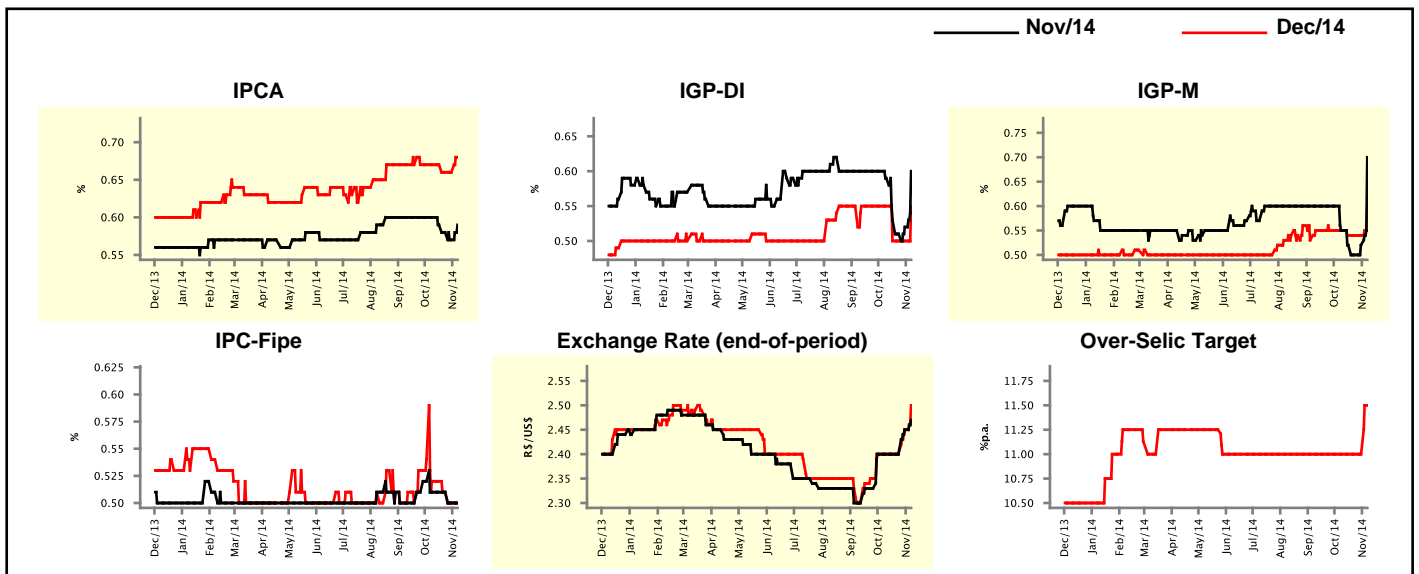 Nov/14 Dec/14
IPCA
%
0.70
0.65
0.60
0.55
Dec/13 Jan/14 Feb/14 Mar/14 Apr/14 May/14 Jun/14 Jul/14 Aug/14 Sep/14 Oct/14 Nov/14
IGP-DI
%
0.65
0.60
0.55
0.50
Dec/13 Jan/14 Feb/14 Mar/14 Apr/14 May/14 Jun/14 Jul/14 Aug/14 Sep/14 Oct/14 Nov/14
IGP-M
%
0.75
0.70
0.65
0.60
0.55
0.50
Dec/13 Jan/14 Feb/14 Mar/14 Apr/14 May/14 Jun/14 Jul/14 Aug/14 Sep/14 Oct/14 Nov/14
IPC-Fipe
%
0.625
0.60
0.575
0.55
0.525
0.50
Dec/13 Jan/14 Feb/14 Mar/14 Apr/14 May/14 Jun/14 Jul/14 Aug/14 Sep/14 Oct/14 Nov/14
Exchange Rate (end-of-period)
R$/US$
2.55
2.50
2.45
2.40
2.35
2.30
Dec/13 Jan/14 Feb/14 Mar/14 Apr/14 May/14 Jun/14 Jul/14 Aug/14 Sep/14 Oct/14 Nov/14
Over-Selic Target
%p.a.
11.75
11.50
11.25
11.00
10.75
10.50
Dec/13 Jan/14 Feb/14 Mar/14 Apr/14 May/14 Jun/14 Jul/14 Aug/14 Sep/14 Oct/14 Nov/14